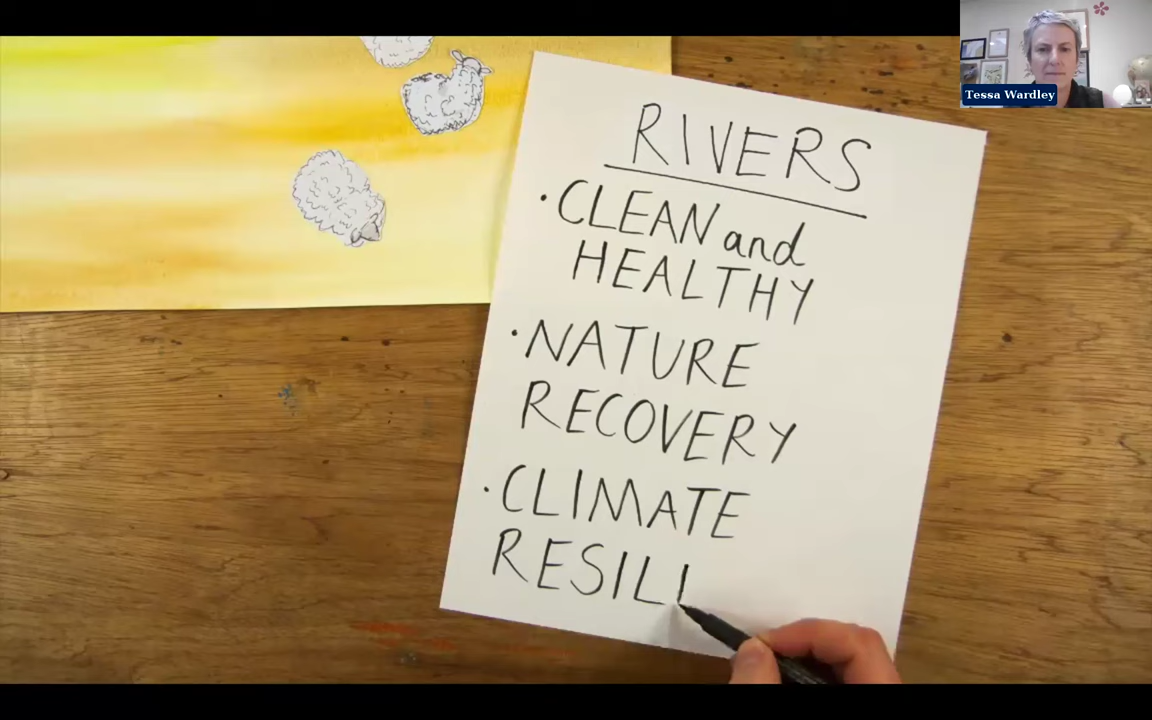 Tessa Wardley
RIVERS
· CLEAN and
HEALTHY
· NATURE
RECOVERY
· CLIMATE
RESILI